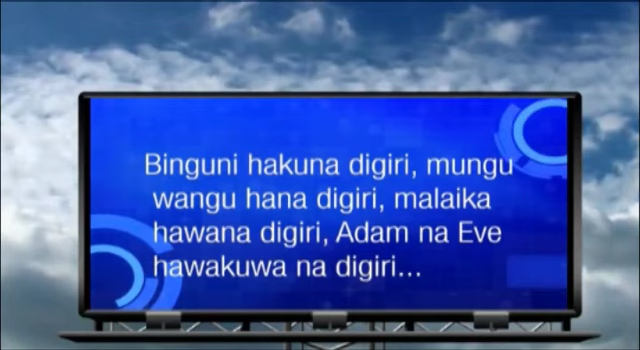 Binguni hakuna digiri, mungu
wangu hana digiri, malaika
hawana digiri, Adam na Eve
hawakuwa na digiri...